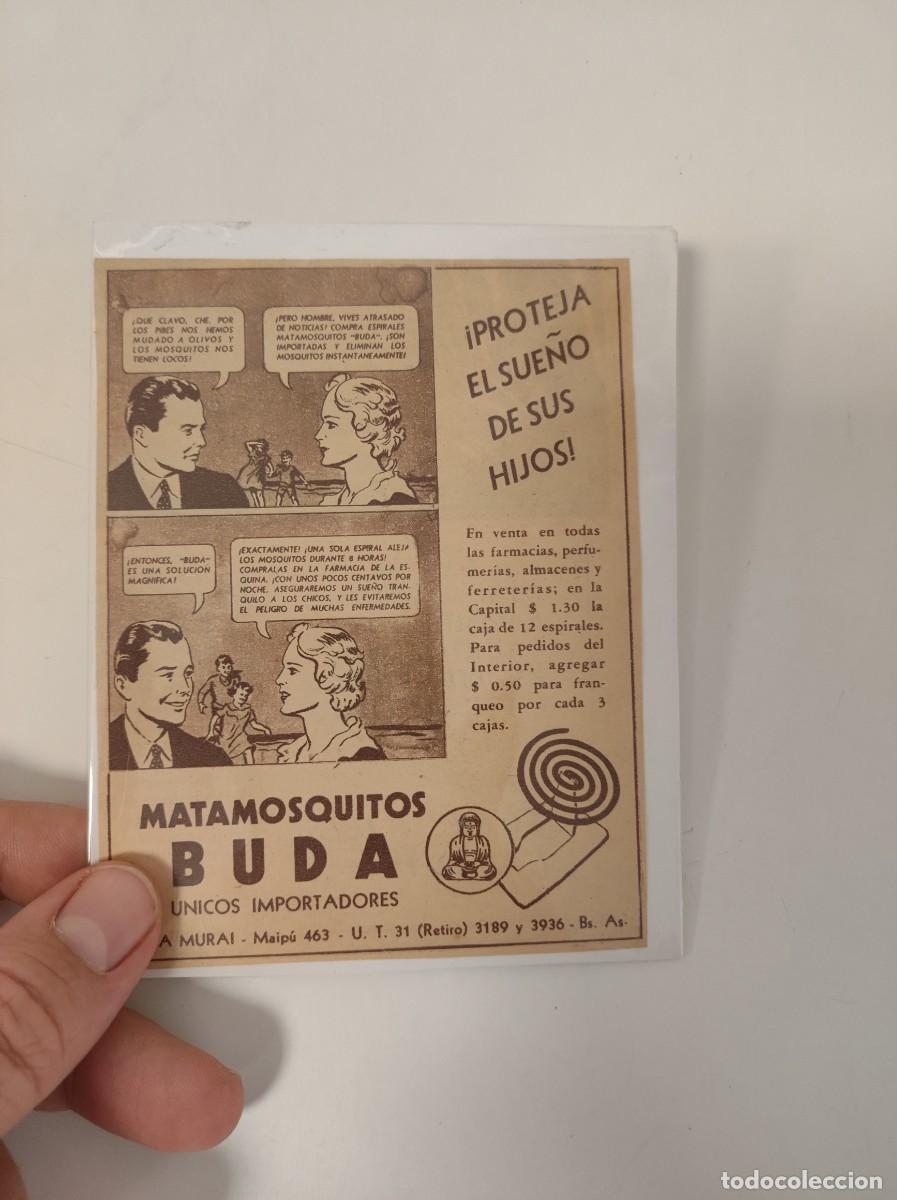 ¡QUE CLAVO, CHE, POR
LOS PIBES NOS HEMOS
MUDADO A OLIVOS Y
LOS MOSQUITOS NOS
TIENEN LOCOS!
¡PERO HOMBRE, VIVES ATRASADO
DE NOTICIAS! COMPRA ESPIRALES
MATAMOSQUITOS "BUDA". ¡SON
IMPORTADAS Y ELIMINAN LOS
MOSQUITOS INSTANTANEAMENTE!
¡ENTONCES, "BUDA"
ES UNA SOLUCION
MAGNIFICA!
¡EXACTAMENTE! ¡UNA SOLA ESPIRAL ALEJA
LOS MOSQUITOS DURANTE 8 HORAS!
COMPRALAS EN LA FARMACIA DE LA ES-
QUINA. ¡CON UNOS POCOS CENTAVOS POR
NOCHE, ASEGURAREMOS UN SUEÑO TRAN-
QUILO A LOS CHICOS, Y LES EVITAREMOS
EL PELIGRO DE MUCHAS ENFERMEDADES.
¡PROTEJA
EL SUEÑO
DE SUS
HIJOS!
En venta en todas
las farmacias, perfu-
merías, almacenes y
ferreterías; en la
Capital $ 1.30 la
caja de 12 espirales.
Para pedidos del
Interior, agregar
$ 0.50 para fran-
queo por cada 3
cajas.
MATAMOSQUITOS
BUDA
UNICOS IMPORTADORES
A MURAI - Maipú 463 - U. T. 31 (Retiro) 3189 y 3936 - Bs. As.
todocoleccion